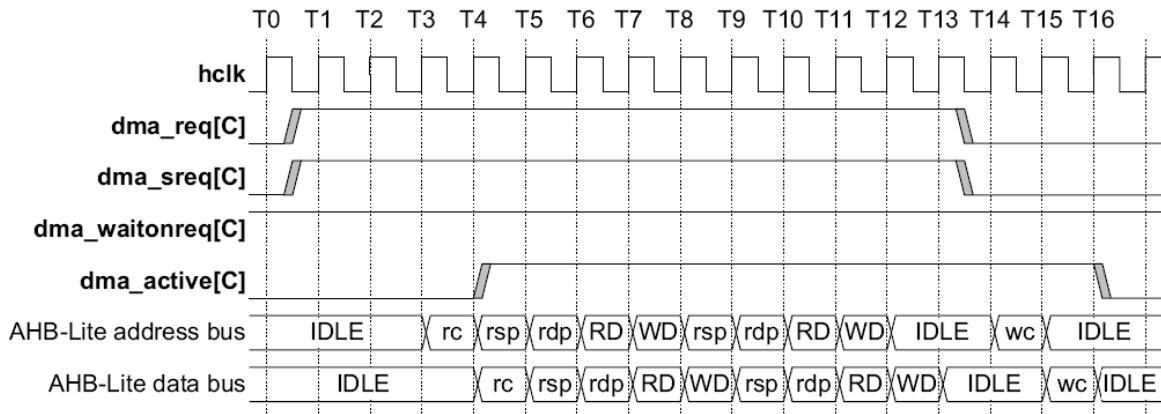 T0 T1 T2 T3 T4 T5 T6 T7 T8 T9 T10 T11 T12 T13 T14 T15 T16
hclk
dma_req[C]
dma_sreq[C]
dma_waitonreq[C]
dma_active[C]
AHB-Lite address bus IDLE rc rsp rdp RD WD rsp rdp RD WD IDLE wc IDLE
AHB-Lite data bus IDLE rc rsp rdp RD WD rsp rdp RD WD IDLE wc IDLE